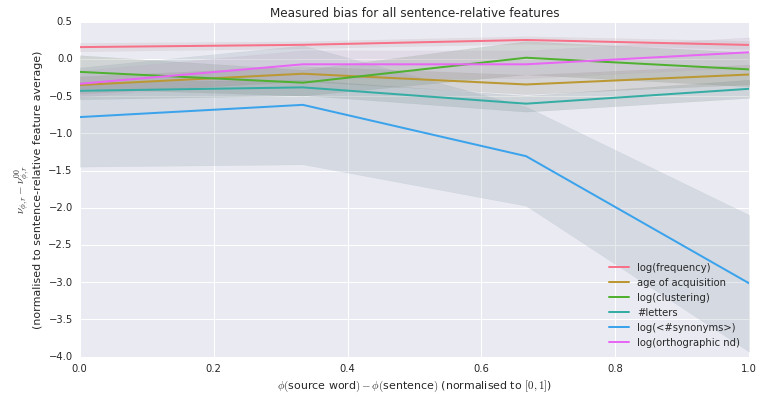 Measured bias for all sentence-relative features
ν_{φ,r} − ν_{φ,r}^{00}
(normalised to sentence-relative feature average)
0.5
0.0
−0.5
−1.0
−1.5
−2.0
−2.5
−3.0
−3.5
−4.0
log(frequency)
age of acquisition
log(clustering)
#letters
log(<#synonyms>)
log(orthographic nd)
0.0 0.2 0.4 0.6 0.8 1.0
ϕ(source word) − ϕ(sentence) (normalised to [0, 1])